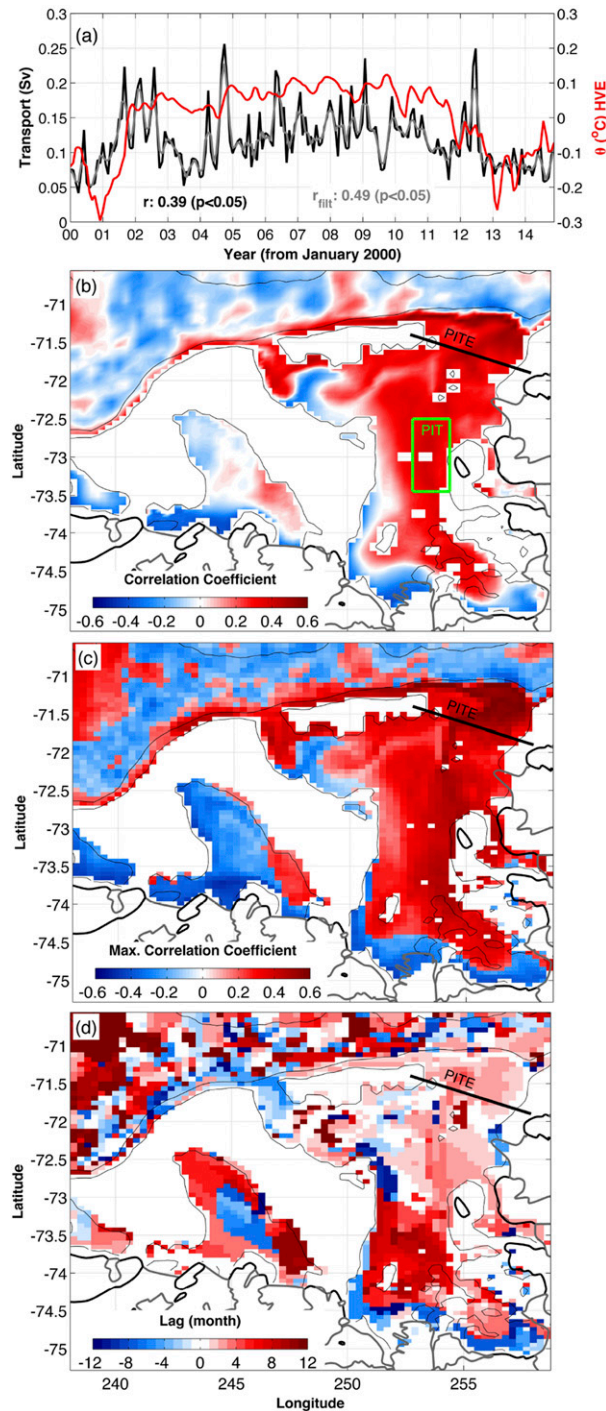 (a)
Transport (Sv)
0.3
0.25
0.2
0.15
0.1
0.05
0
0.3
0.2
0.1
0
-0.1
-0.2
-0.3
θ (°C) HVE
r: 0.39 (p<0.05)
r_filt: 0.49 (p<0.05)
00 01 02 03 04 05 06 07 08 09 10 11 12 13 14
Year (from January 2000)
(b)
Latitude
-71
-71.5
-72
-72.5
-73
-73.5
-74
-74.5
-75
PITE
PIT
Correlation Coefficient
-0.6 -0.4 -0.2 0 0.2 0.4 0.6
(c)
Latitude
-71
-71.5
-72
-72.5
-73
-73.5
-74
-74.5
-75
PITE
Max. Correlation Coefficient
-0.6 -0.4 -0.2 0 0.2 0.4 0.6
(d)
Latitude
-71
-71.5
-72
-72.5
-73
-73.5
-74
-74.5
-75
PITE
Lag (month)
-12 -8 -4 0 4 8 12
240 245 250 255
Longitude